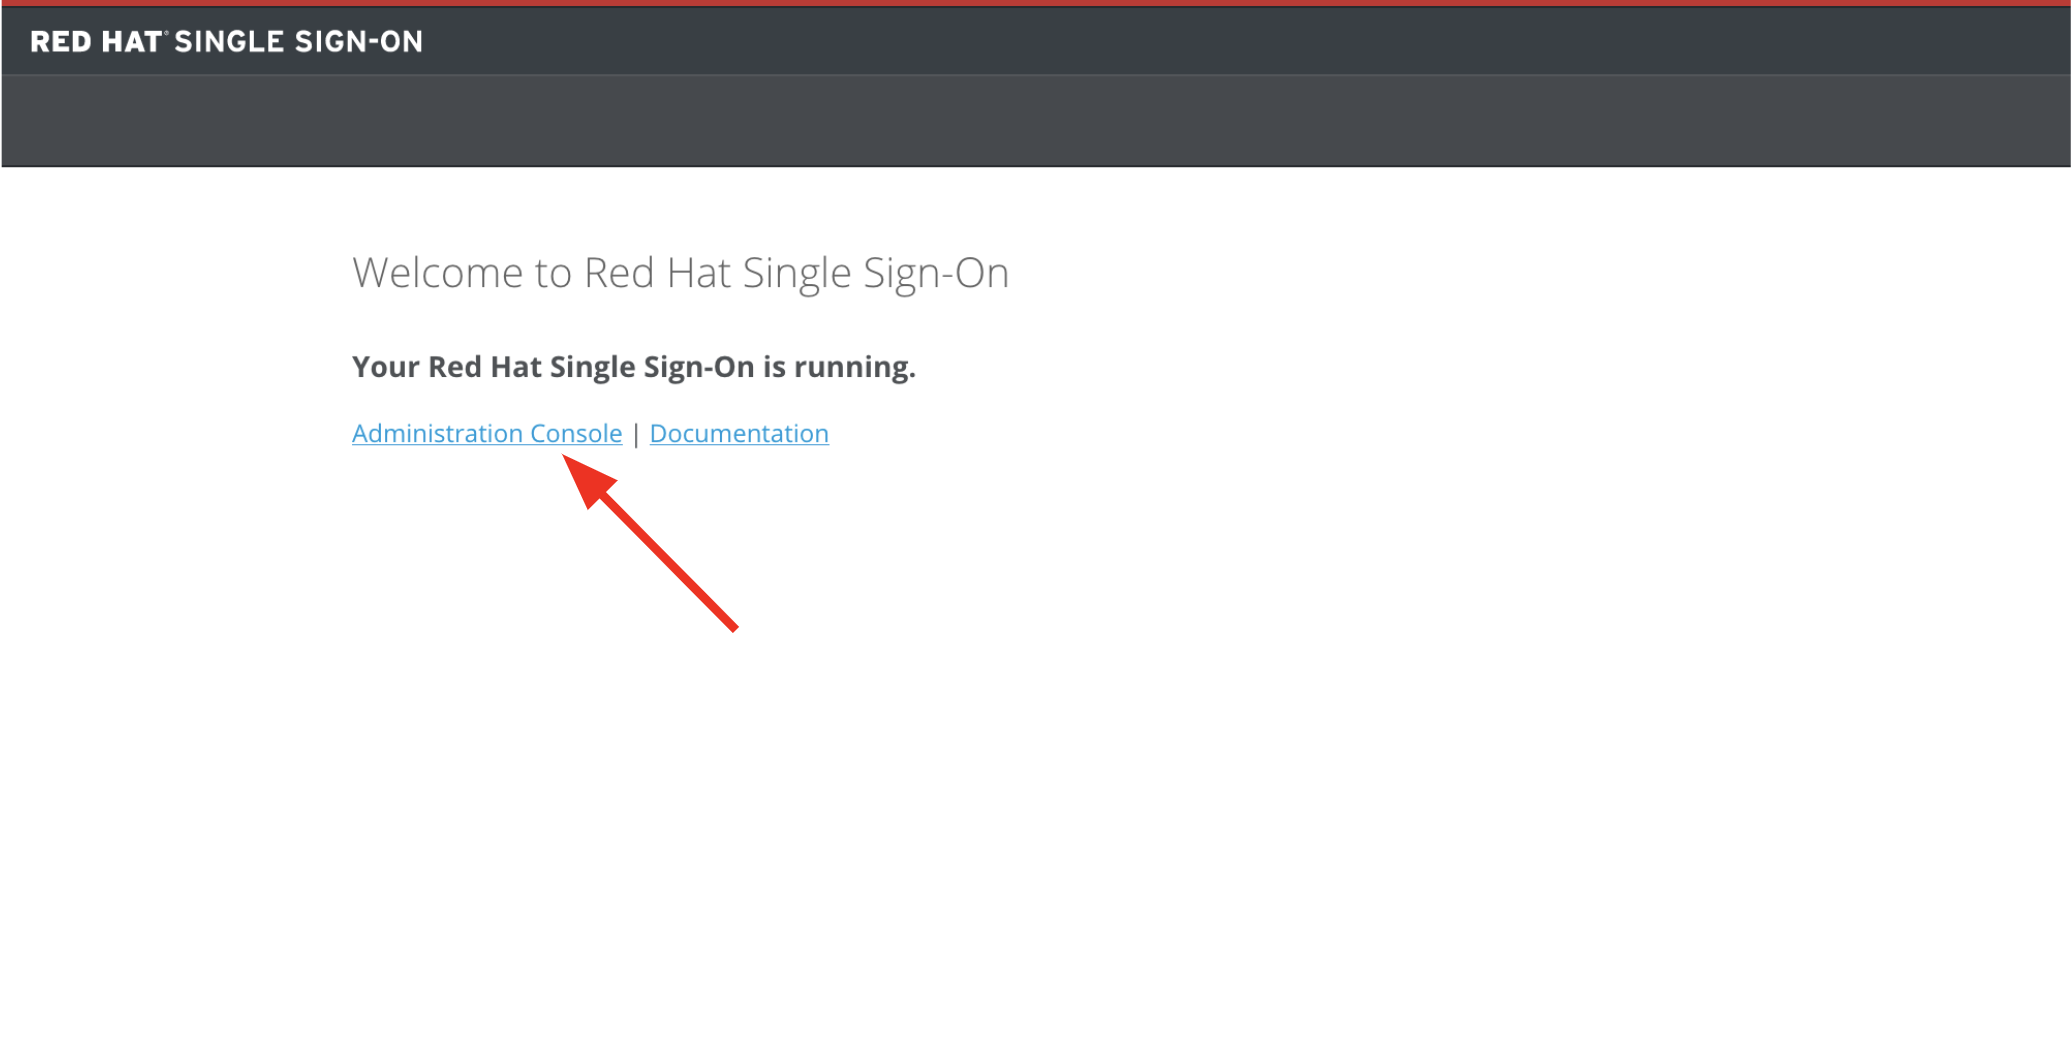 RED HAT® SINGLE SIGN-ON
Welcome to Red Hat Single Sign-On
Your Red Hat Single Sign-On is running.
Administration Console | Documentation